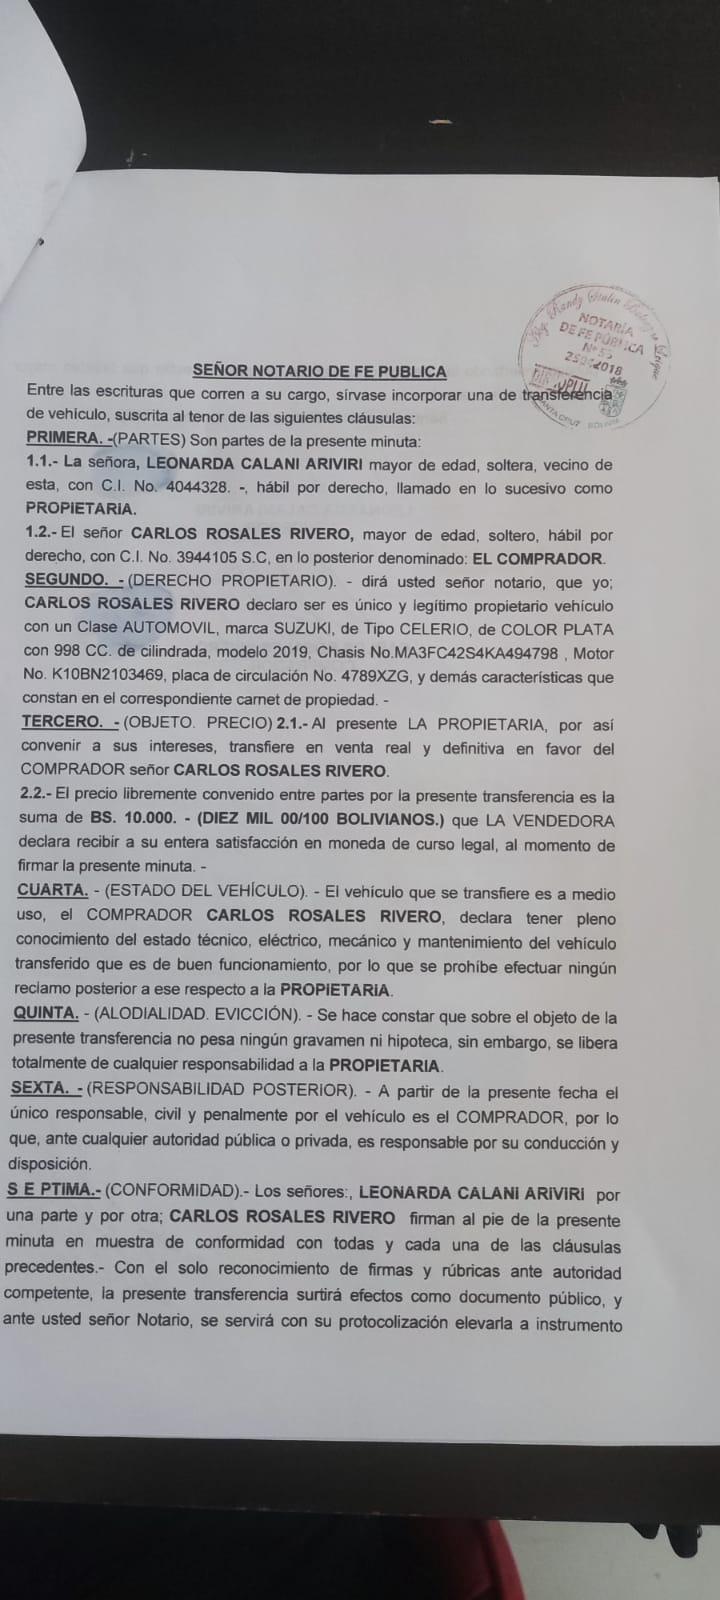 NOTARÍA
DE FE PÚBLICA
2018
SEÑOR NOTARIO DE FE PUBLICA
Entre las escrituras que corren a su cargo, sírvase incorporar una de transferencia
de vehículo, suscrita al tenor de las siguientes cláusulas:
PRIMERA. -(PARTES) Son partes de la presente minuta:
1.1.- La señora, LEONARDA CALANI ARIVIRI mayor de edad, soltera, vecino de
esta, con C.I. No. 4044328. -, hábil por derecho, llamado en lo sucesivo como
PROPIETARIA.
1.2.- El señor CARLOS ROSALES RIVERO, mayor de edad, soltero, hábil por
derecho, con C.I. No. 3944105 S.C, en lo posterior denominado: EL COMPRADOR.
SEGUNDO. - (DERECHO PROPIETARIO). - dirá usted señor notario, que yo;
CARLOS ROSALES RIVERO declaro ser es único y legítimo propietario vehículo
con un Clase AUTOMOVIL, marca SUZUKI, de Tipo CELERIO, de COLOR PLATA
con 998 CC. de cilindrada, modelo 2019, Chasis No.MA3FC42S4KA494798 , Motor
No. K10BN2103469, placa de circulación No. 4789XZG, y demás características que
constan en el correspondiente carnet de propiedad. -
TERCERO. - (OBJETO. PRECIO) 2.1.- Al presente LA PROPIETARIA, por así
convenir a sus intereses, transfiere en venta real y definitiva en favor del
COMPRADOR señor CARLOS ROSALES RIVERO.
2.2.- El precio libremente convenido entre partes por la presente transferencia es la
suma de BS. 10.000. - (DIEZ MIL 00/100 BOLIVIANOS.) que LA VENDEDORA
declara recibir a su entera satisfacción en moneda de curso legal, al momento de
firmar la presente minuta. -
CUARTA. - (ESTADO DEL VEHÍCULO). - El vehículo que se transfiere es a medio
uso, el COMPRADOR CARLOS ROSALES RIVERO, declara tener pleno
conocimiento del estado técnico, eléctrico, mecánico y mantenimiento del vehículo
transferido que es de buen funcionamiento, por lo que se prohíbe efectuar ningún
reclamo posterior a ese respecto a la PROPIETARIA.
QUINTA. - (ALODIALIDAD. EVICCIÓN). - Se hace constar que sobre el objeto de la
presente transferencia no pesa ningún gravamen ni hipoteca, sin embargo, se libera
totalmente de cualquier responsabilidad a la PROPIETARIA.
SEXTA. - (RESPONSABILIDAD POSTERIOR). - A partir de la presente fecha el
único responsable, civil y penalmente por el vehículo es el COMPRADOR, por lo
que, ante cualquier autoridad pública o privada, es responsable por su conducción y
disposición.
S E PTIMA.- (CONFORMIDAD).- Los señores:, LEONARDA CALANI ARIVIRI por
una parte y por otra; CARLOS ROSALES RIVERO firman al pie de la presente
minuta en muestra de conformidad con todas y cada una de las cláusulas
precedentes.- Con el solo reconocimiento de firmas y rúbricas ante autoridad
competente, la presente transferencia surtirá efectos como documento público, y
ante usted señor Notario, se servirá con su protocolización elevarla a instrumento